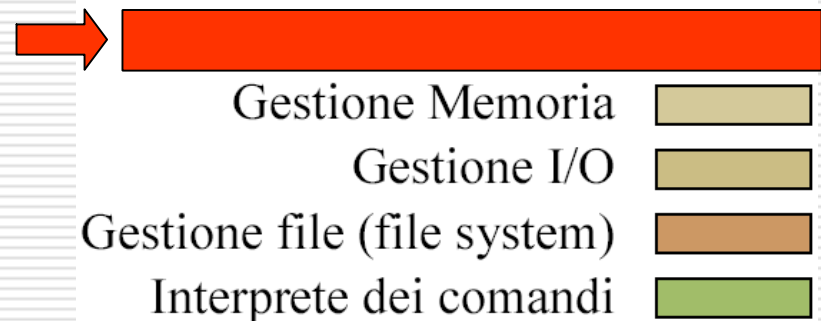 Gestione Memoria
Gestione I/O
Gestione file (file system)
Interprete dei comandi